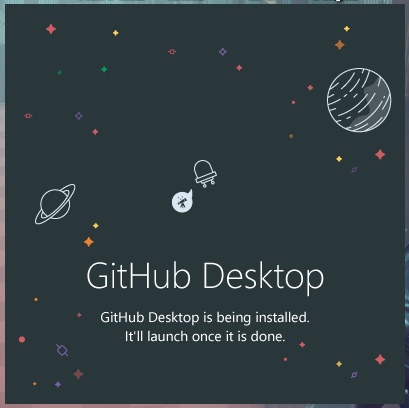 GitHub Desktop
GitHub Desktop is being installed.
It'll launch once it is done.